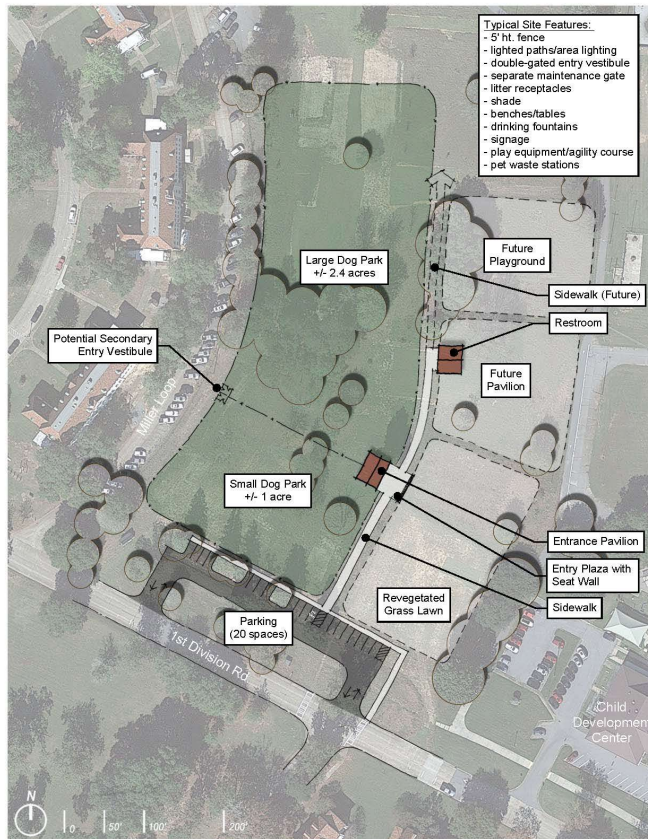 Typical Site Features:
- 5' ht. fence
- lighted paths/area lighting
- double-gated entry vestibule
- separate maintenance gate
- litter receptacles
- shade
- benches/tables
- drinking fountains
- signage
- play equipment/agility course
- pet waste stations
Large Dog Park
+/- 2.4 acres
Future
Playground
Sidewalk (Future)
Restroom
Potential Secondary
Entry Vestibule
Future
Pavilion
Miller Loop
Small Dog Park
+/- 1 acre
Entrance Pavilion
Entry Plaza with
Seat Wall
Revegetated
Grass Lawn
Sidewalk
Parking
(20 spaces)
1st Division Rd.
Child
Development
Center
N
0 50' 100' 200'